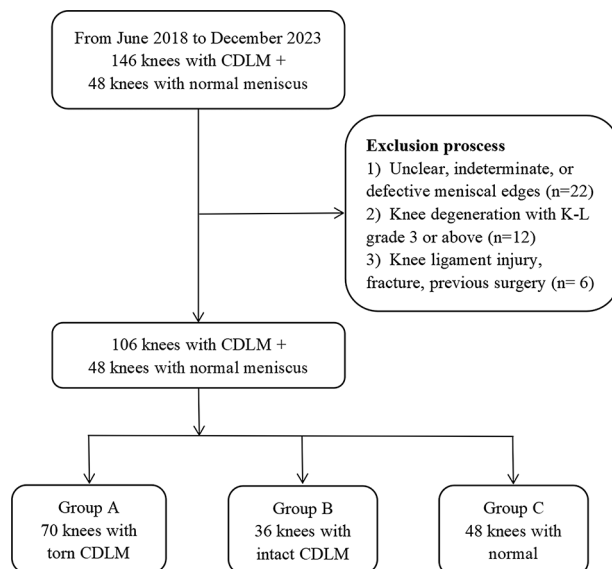 From June 2018 to December 2023
146 knees with CDLM +
48 knees with normal meniscus
Exclusion proscess
1) Unclear, indeterminate, or
defective meniscal edges (n=22)
2) Knee degeneration with K-L
grade 3 or above (n=12)
3) Knee ligament injury,
fracture, previous surgery (n= 6)
106 knees with CDLM +
48 knees with normal meniscus
Group A
70 knees with
torn CDLM
Group B
36 knees with
intact CDLM
Group C
48 knees with
normal